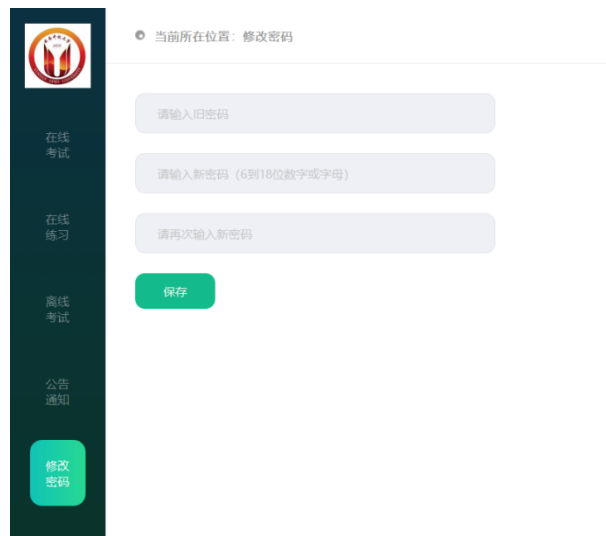 当前所在位置：修改密码
在线
考试
在线
练习
离线
考试
公告
通知
修改
密码
请输入旧密码
请输入新密码（6到18位数字或字母）
请再次输入新密码
保存